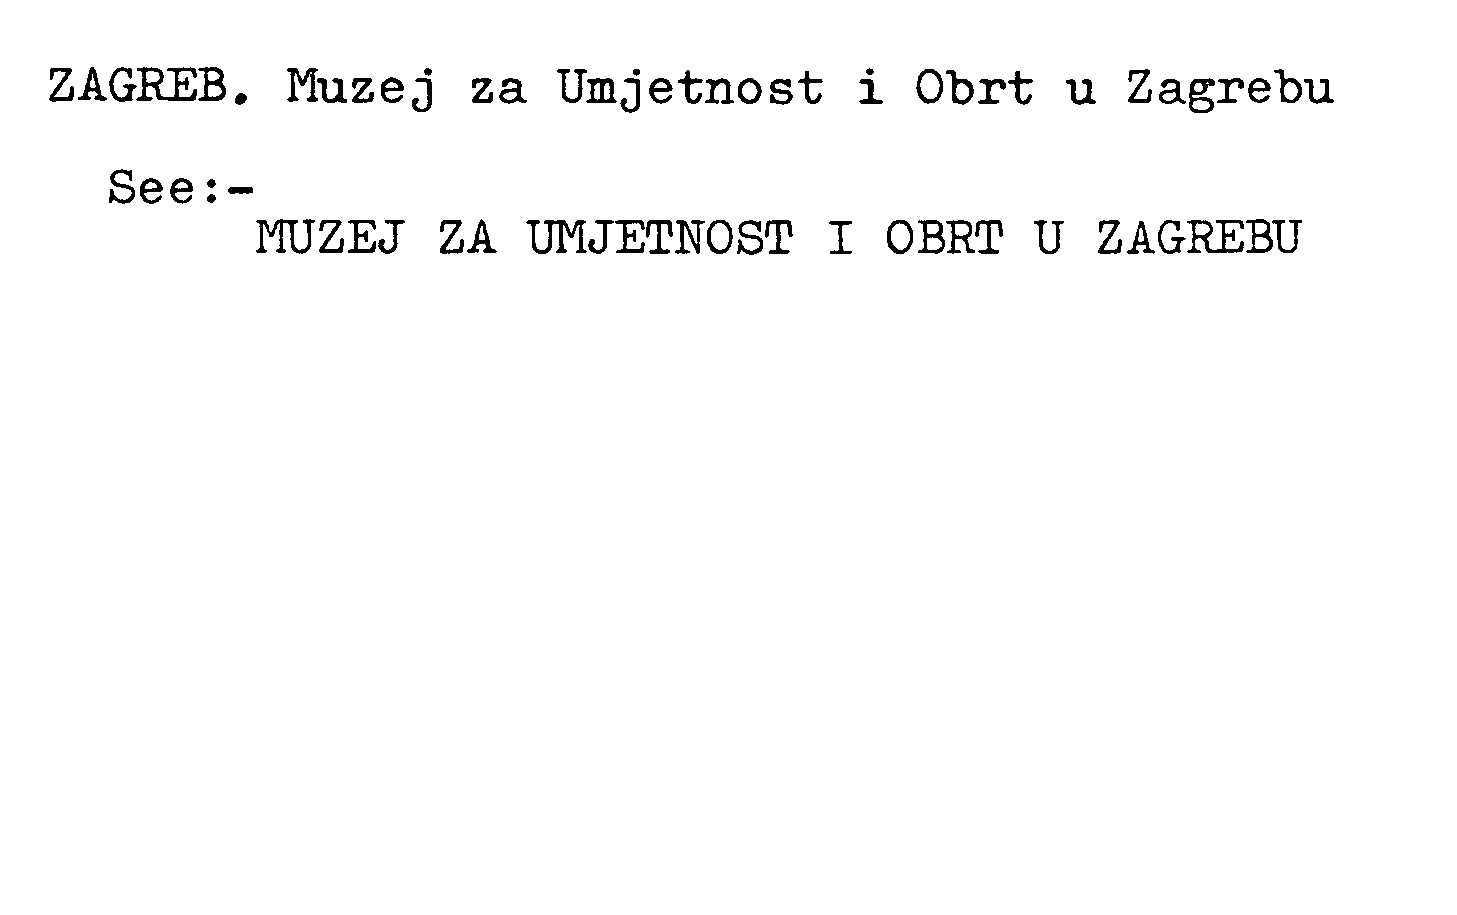 ZAGREB. Muzej za Umjetnost i Obrt u Zagrebu
See:-
MUZEJ ZA UMJETNOST I OBRT U ZAGREBU